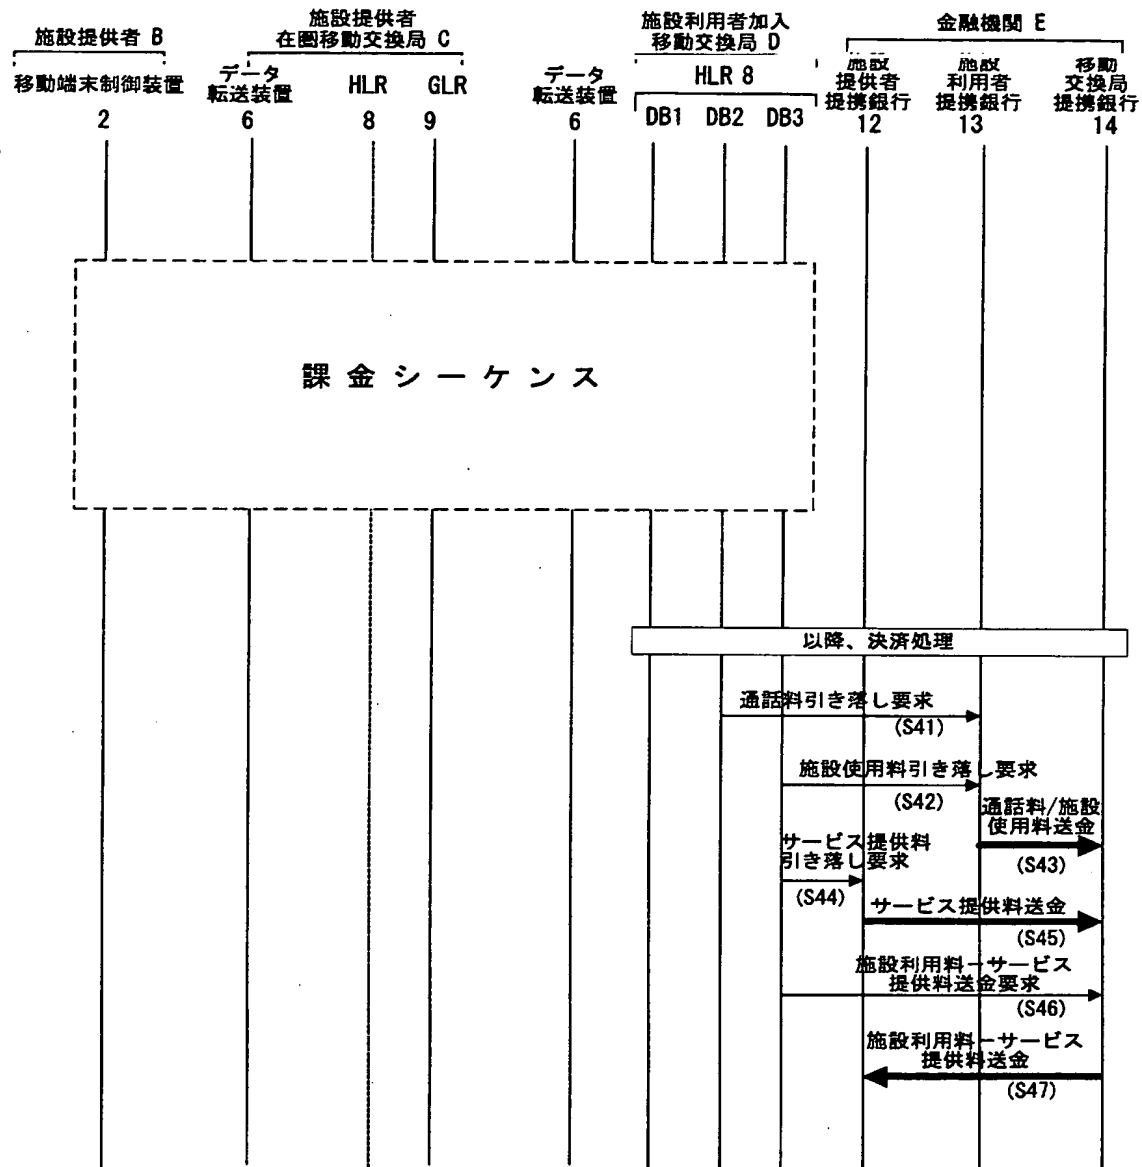 施設提供者 B
施設提供者
在圏移動交換局 C
施設利用者加入
移動交換局 D
金融機関 E
移動端末制御装置
2
データ
転送装置
6
HLR
8
GLR
9
データ
転送装置
6
HLR 8
DB1 DB2 DB3
施設
提供者
提携銀行
12
施設
利用者
提携銀行
13
移動
交換局
提携銀行
14
課金シーケンス
以降、決済処理
通話料引き落し要求
(S41)
施設使用料引き落し要求
(S42)
通話料/施設
使用料送金
(S43)
サービス提供料
引き落し要求
(S44)
サービス提供料送金
(S45)
施設利用料ーサービス
提供料送金要求
(S46)
施設利用料ーサービス
提供料送金
(S47)